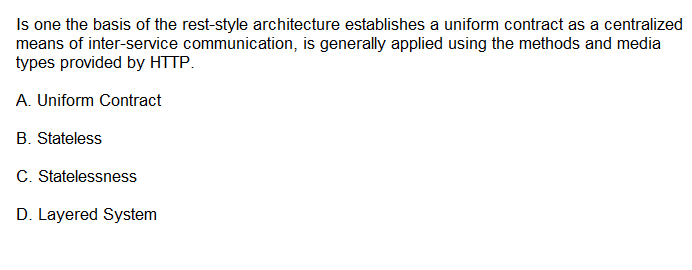 Is one the basis of the rest-style architecture establishes a uniform contract as a centralized
means of inter-service communication, is generally applied using the methods and media
types provided by HTTP.
A. Uniform Contract
B. Stateless
C. Statelessness
D. Layered System